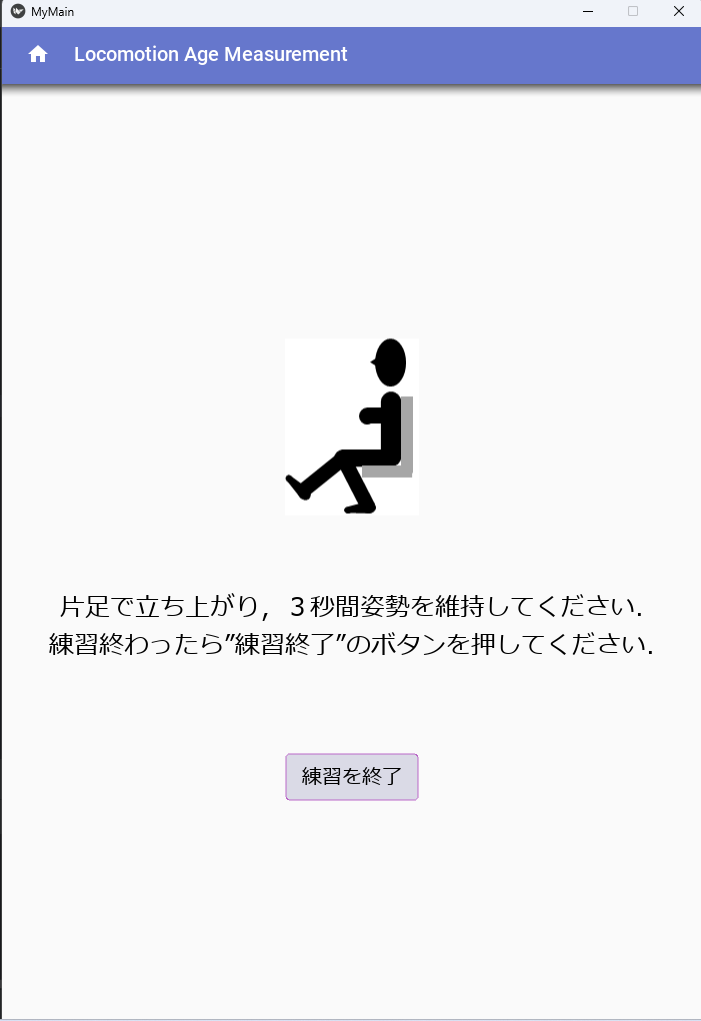 MyMain
Locomotion Age Measurement
片足で立ち上がり，３秒間姿勢を維持してください.
練習終わったら”練習終了”のボタンを押してください.
練習を終了